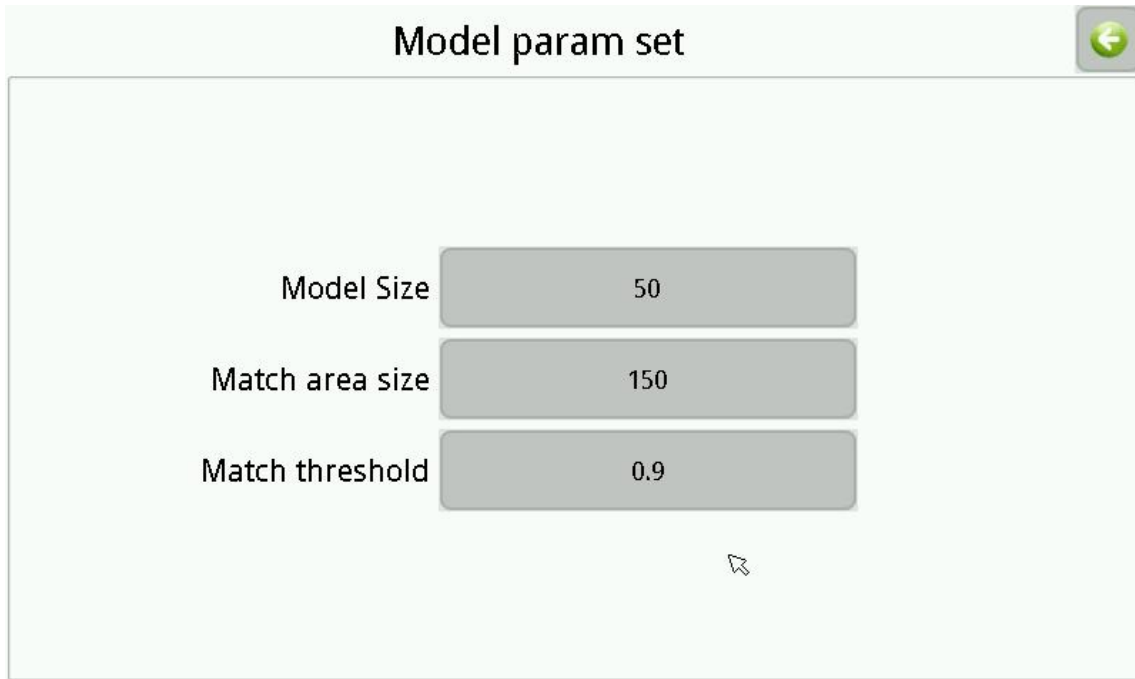 Model param set
Model Size 50
Match area size 150
Match threshold 0.9